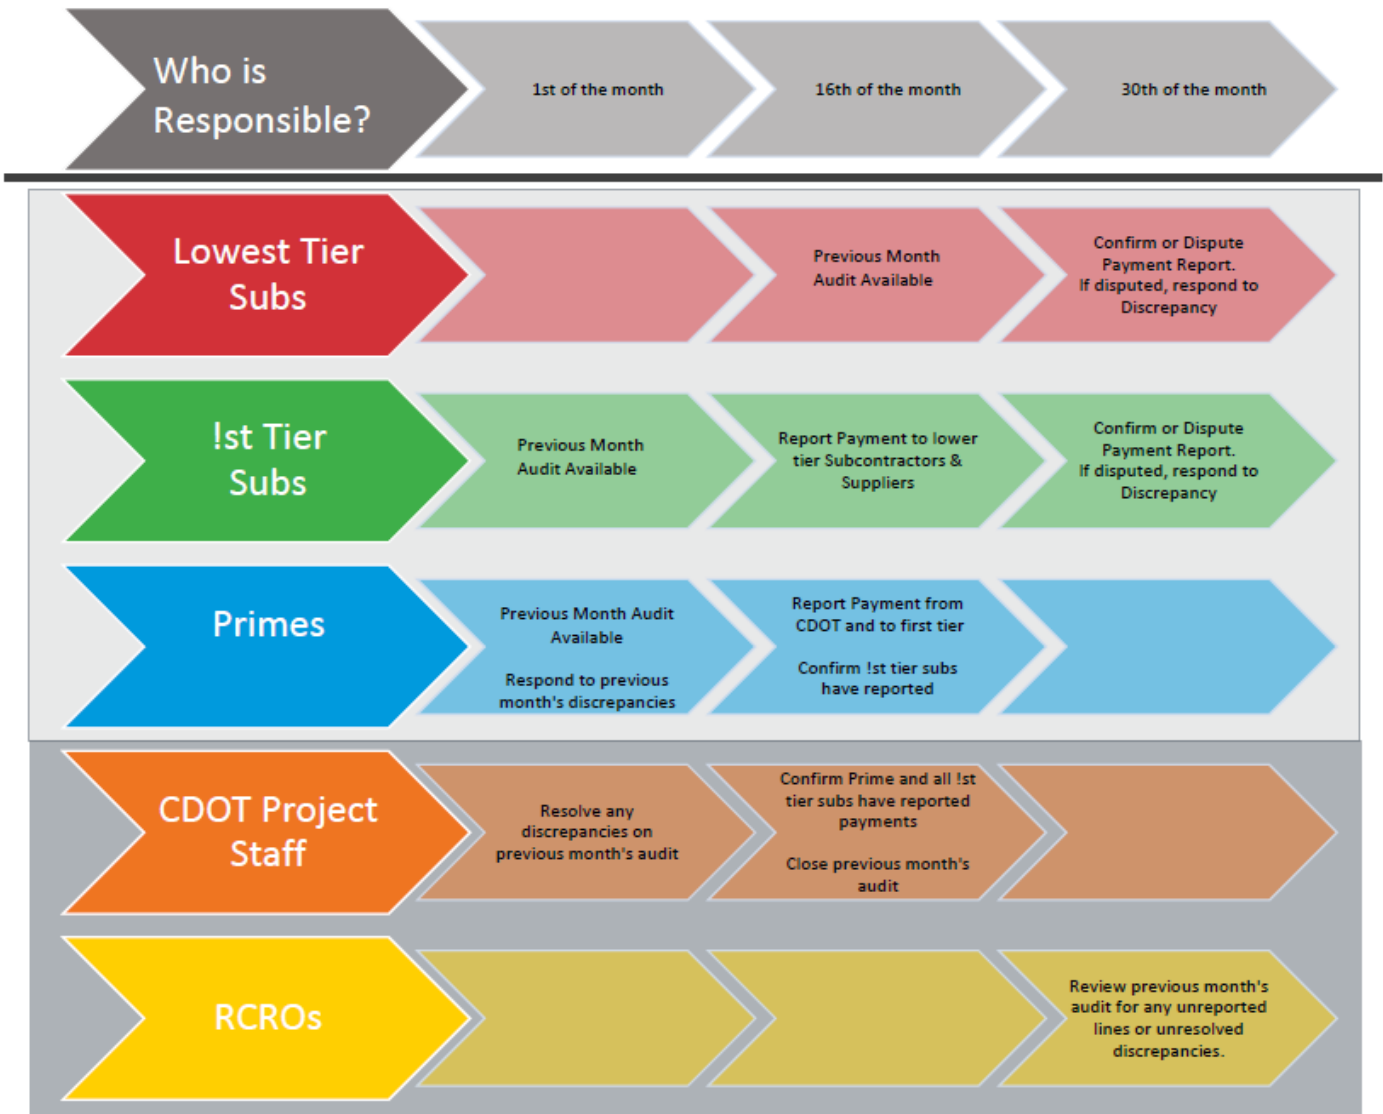 Who is
Responsible?
1st of the month
16th of the month
30th of the month
Lowest Tier
Subs
Previous Month
Audit Available
Confirm or Dispute
Payment Report.
If disputed, respond to
Discrepancy
!st Tier
Subs
Previous Month
Audit Available
Report Payment to lower
tier Subcontractors &
Suppliers
Confirm or Dispute
Payment Report.
If disputed, respond to
Discrepancy
Primes
Previous Month Audit
Available
Respond to previous
month's discrepancies
Report Payment from
CDOT and to first tier
Confirm !st tier subs
have reported
CDOT Project
Staff
Resolve any
discrepancies on
previous month's audit
Confirm Prime and all !st
tier subs have reported
payments
Close previous month's
audit
RCROs
Review previous month's
audit for any unreported
lines or unresolved
discrepancies.